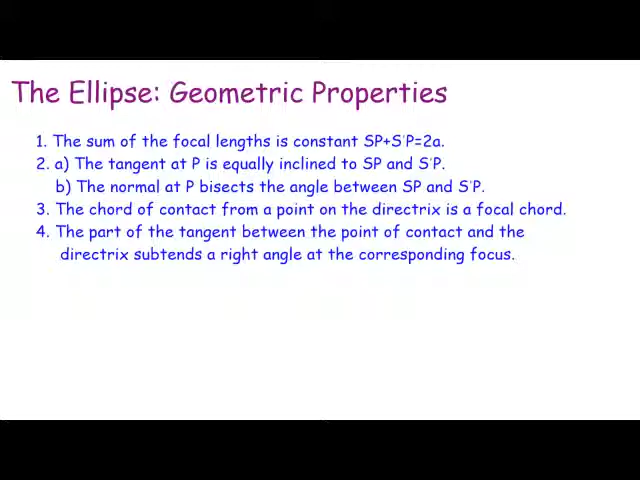 The Ellipse: Geometric Properties
1. The sum of the focal lengths is constant SP+S'P=2a.
2. a) The tangent at P is equally inclined to SP and S'P.
b) The normal at P bisects the angle between SP and S'P.
3. The chord of contact from a point on the directrix is a focal chord.
4. The part of the tangent between the point of contact and the
directrix subtends a right angle at the corresponding focus.